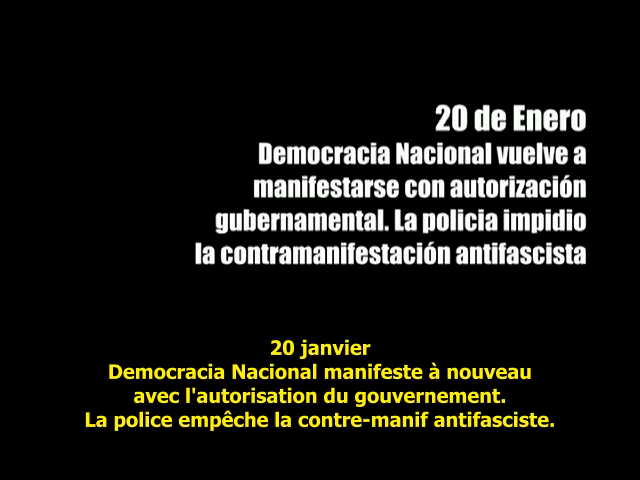 20 de Enero
Democracia Nacional vuelve a
manifestarse con autorización
gubernamental. La policia impidio
la contramanifestación antifascista
20 janvier
Democracia Nacional manifeste à nouveau
avec l'autorisation du gouvernement.
La police empêche la contre-manif antifasciste.